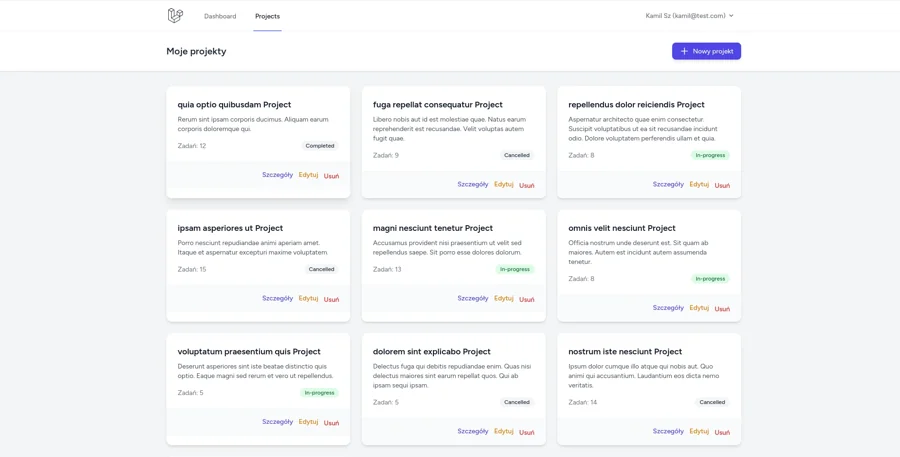 Dashboard
Projects
Kamil Sz (kamil@test.com)
Moje projekty
Nowy projekt
quia optio quibusdam Project
Rerum sint ipsam corporis ducimus. Aliquam earum
corporis doloremque qui.
Zadań: 12
Completed
Szczegóły Edytuj Usuń
fuga repellat consequatur Project
Libero nobis aut id est molestiae quae. Natus earum
reprehenderit est recusandae. Velit voluptas autem
fugit quae.
Zadań: 9
Cancelled
Szczegóły Edytuj Usuń
repellendus dolor reiciendis Project
Aspernatur architecto quae enim consectetur.
Suscipit voluptatibus ut ea sit recusandae incidunt
odio. Dolore voluptatem perferendis ullam et quia.
Zadań: 8
In-progress
Szczegóły Edytuj Usuń
ipsam asperiores ut Project
Porro nesciunt repudiandae animi aperiam amet.
Itaque et aspernatur excepturi maxime voluptatem.
Zadań: 15
Cancelled
Szczegóły Edytuj Usuń
magni nesciunt tenetur Project
Accusamus provident nisi praesentium ut velit sed
repellendus saepe. Sit porro esse dolores dolorum.
Zadań: 13
In-progress
Szczegóły Edytuj Usuń
omnis velit nesciunt Project
Officia nostrum unde deserunt est. Sit quam ab
maiores. Autem est incidunt autem assumenda
tenetur.
Zadań: 8
In-progress
Szczegóły Edytuj Usuń
voluptatum praesentium quis Project
Deserunt asperiores sint iste beatae distinctio quis
optio. Eaque magni sed rerum et vero ut repellendus.
Zadań: 5
In-progress
Szczegóły Edytuj Usuń
dolorem sint explicabo Project
Delectus fuga qui debitis repudiandae enim. Quas nisi
delectus maiores sint earum repellat quos. Qui ab
ipsam sequi ipsam.
Zadań: 5
Cancelled
Szczegóły Edytuj Usuń
nostrum iste nesciunt Project
Ipsum dolor cumque illo atque qui nobis aut. Quo
animi qui accusantium. Laudantium eos dicta nemo
veritatis.
Zadań: 14
Cancelled
Szczegóły Edytuj Usuń